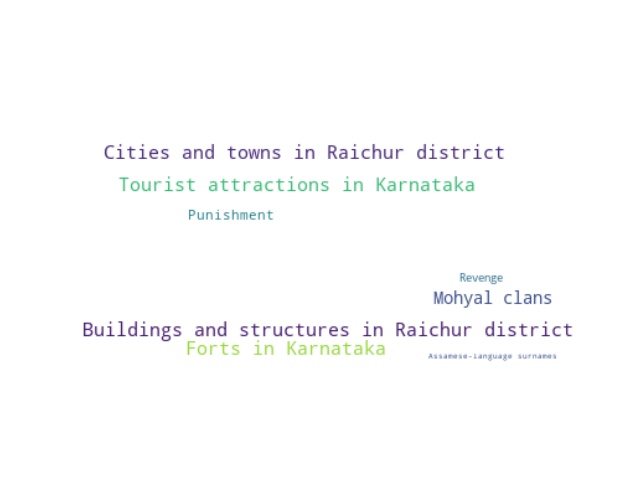 Cities and towns in Raichur district
Tourist attractions in Karnataka
Punishment
Revenge
Mohyal clans
Buildings and structures in Raichur district
Forts in Karnataka
Assamese-language surnames